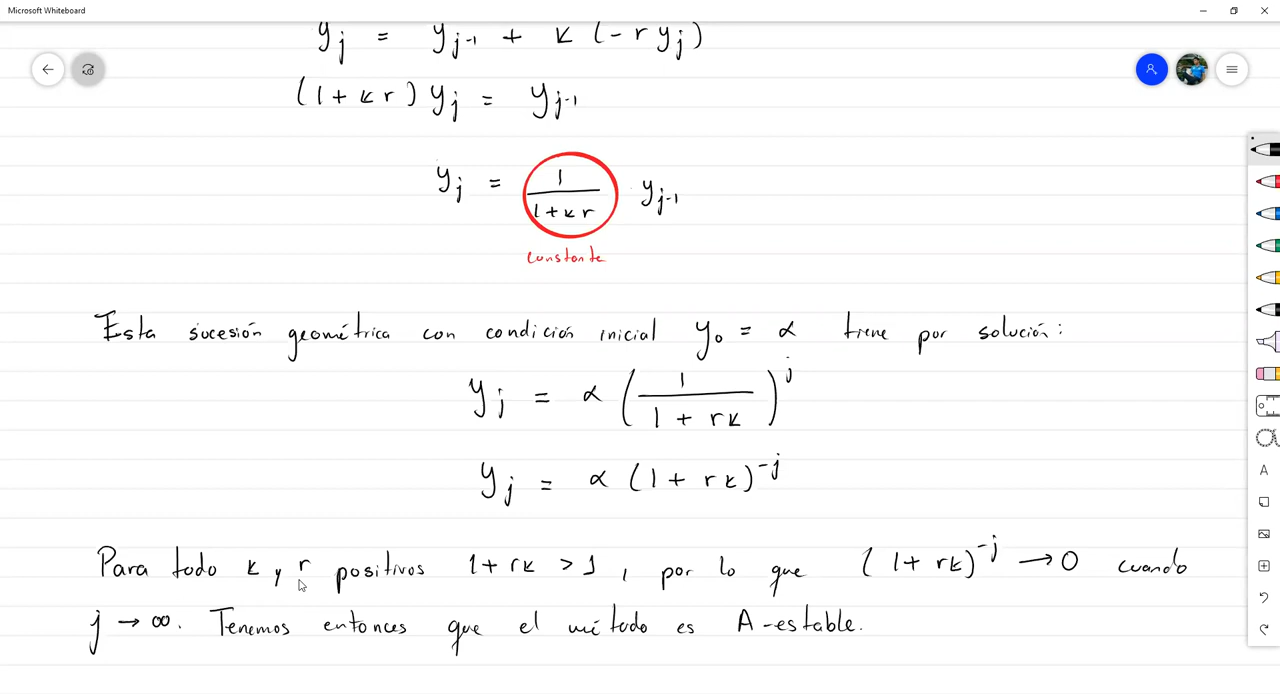 Microsoft Whiteboard
y_j = y_{j-1} + k (-r y_j)
(1 + k r) y_j = y_{j-1}
y_j = \frac{1}{1 + k r} y_{j-1}
constante
Esta sucesión geométrica con condición inicial y_0 = α tiene por solución:
y_j = α (\frac{1}{1 + rk})^j
y_j = α (1 + rk)^{-j}
Para todo k y r positivos 1 + rk > 1, por lo que (1 + rk)^{-j} → 0 cuando
j → ∞. Tenemos entonces que el método es A-estable.
A